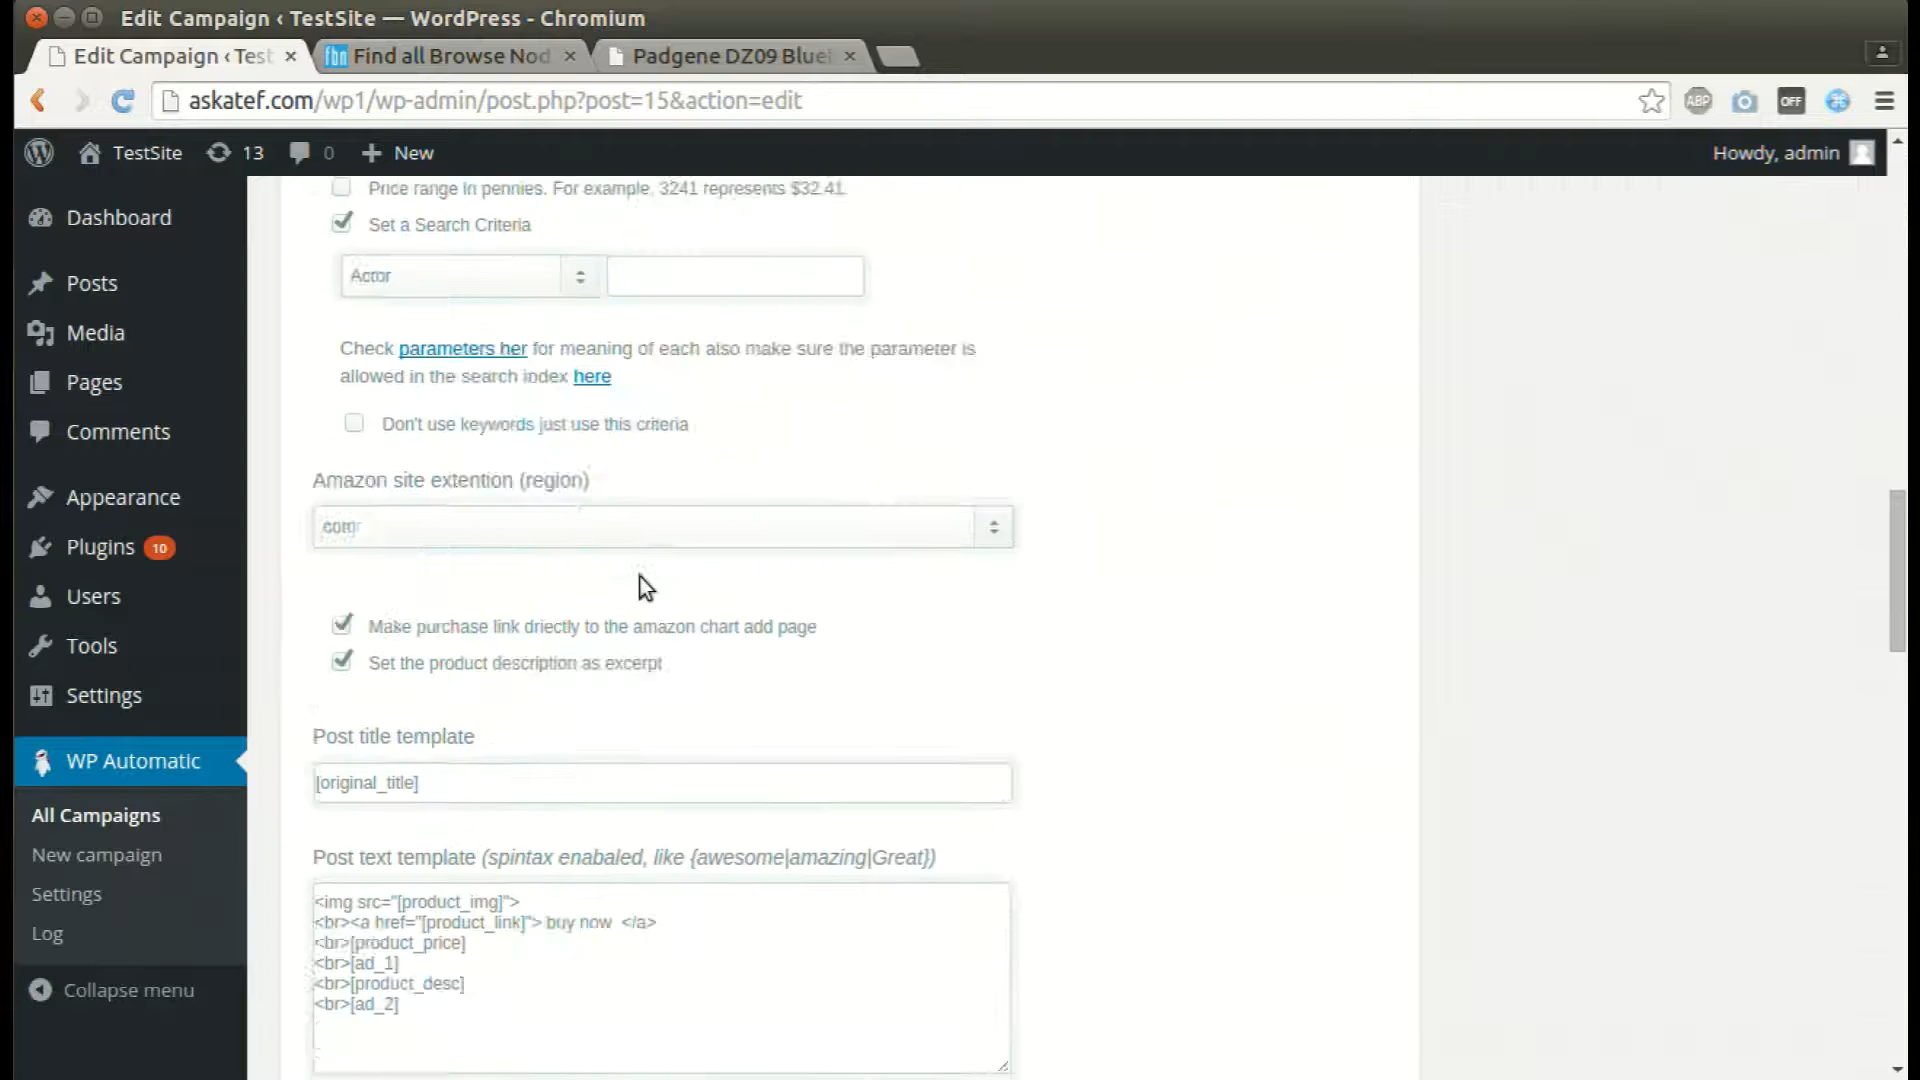 Edit Campaign ‹ TestSite — WordPress - Chromium
Edit Campaign ‹ Test
fbn Find all Browse Nod
Padgene DZ09 Bluet
askatef.com/wp1/wp-admin/post.php?post=15&action=edit
ABP
OFF
TestSite
13
0
New
Howdy, admin
Dashboard
Posts
Media
Pages
Comments
Appearance
Plugins 10
Users
Tools
Settings
WP Automatic
All Campaigns
New campaign
Settings
Log
Collapse menu
Price range in pennies. For example, 3241 represents $32.41.
Set a Search Criteria
Actor
Check parameters her for meaning of each also make sure the parameter is
allowed in the search index here
Don't use keywords just use this criteria
Amazon site extention (region)
com
Make purchase link driectly to the amazon chart add page
Set the product description as excerpt
Post title template
[original_title]
Post text template (spintax enabaled, like {awesome|amazing|Great})
<img src="[product_img]">
<br><a href="[product_link]"> buy now  </a>
<br>[product_price]
<br>[ad_1]
<br>[product_desc]
<br>[ad_2]